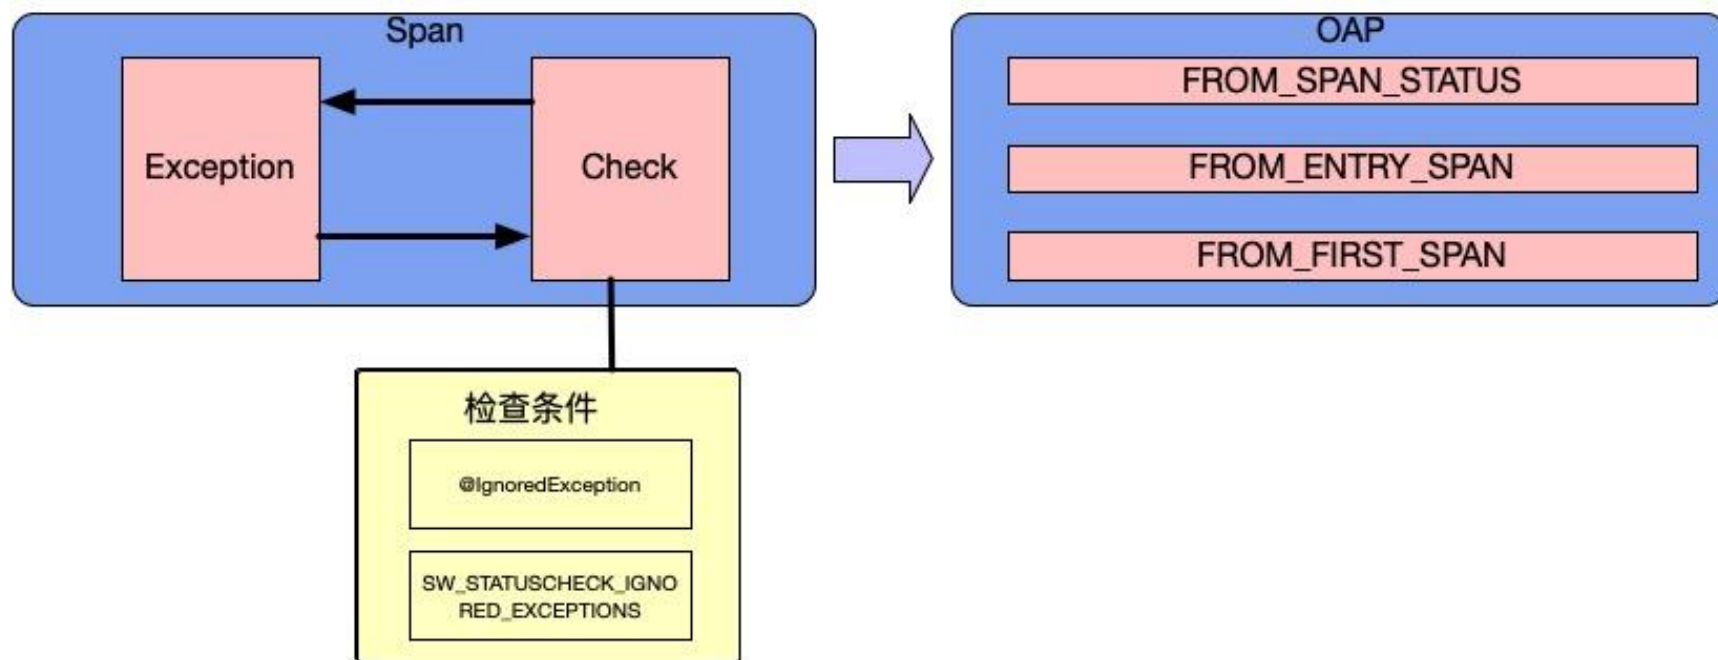 Span
Exception
Check
OAP
FROM_SPAN_STATUS
FROM_ENTRY_SPAN
FROM_FIRST_SPAN
检查条件
@IgnoredException
SW_STATUSCHECK_IGNO
RED_EXCEPTIONS